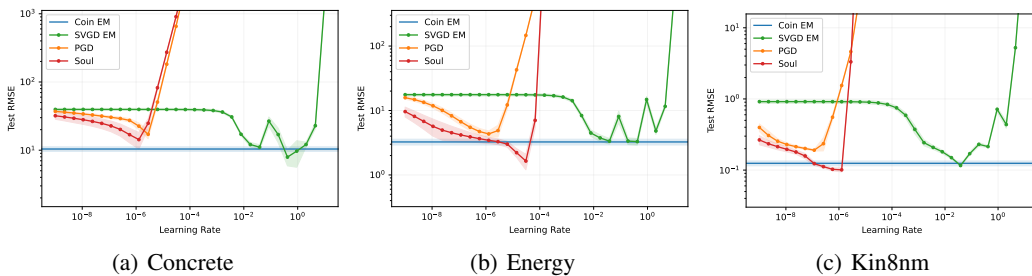 Test RMSE
10³
10²
10¹
Coin EM
SVGD EM
PGD
Soul
10⁻⁸
10⁻⁶
10⁻⁴
10⁻²
10⁰
Learning Rate
(a) Concrete
Test RMSE
10²
10¹
10⁰
Coin EM
SVGD EM
PGD
Soul
10⁻⁸
10⁻⁶
10⁻⁴
10⁻²
10⁰
Learning Rate
(b) Energy
Test RMSE
10¹
10⁰
10⁻¹
Coin EM
SVGD EM
PGD
Soul
10⁻⁸
10⁻⁶
10⁻⁴
10⁻²
10⁰
Learning Rate
(c) Kin8nm